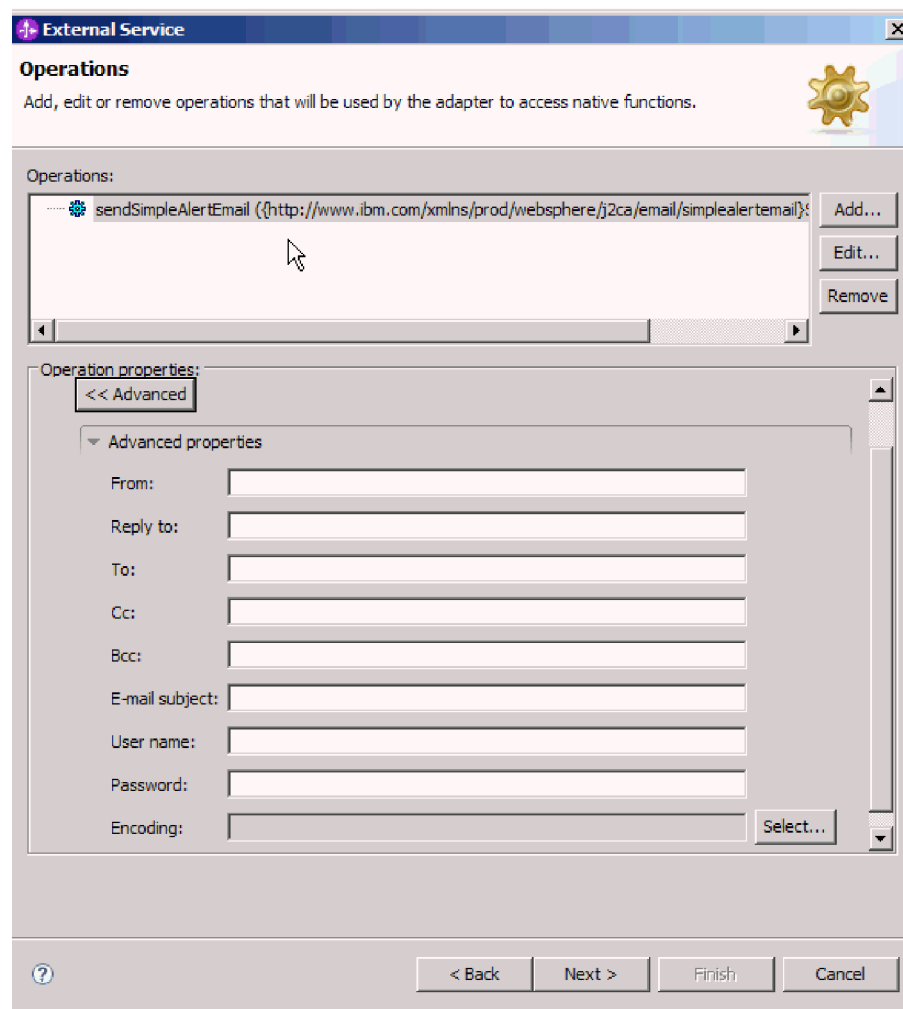 External Service
Operations
Add, edit or remove operations that will be used by the adapter to access native functions.
Operations:
sendSimpleAlertEmail ({http://www.ibm.com/xmlns/prod/websphere/j2ca/email/simplealertemail}S
Add...
Edit...
Remove
Operation properties:
<< Advanced
Advanced properties
From:
Reply to:
To:
Cc:
Bcc:
E-mail subject:
User name:
Password:
Encoding:
Select...
< Back
Next >
Finish
Cancel